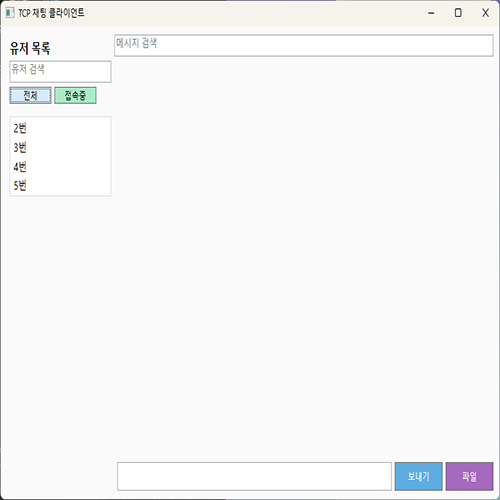 TCP 채팅 클라이언트
유저 목록
유저 검색
전체 접속중
2번
3번
4번
5번
메시지 검색
보내기 파일